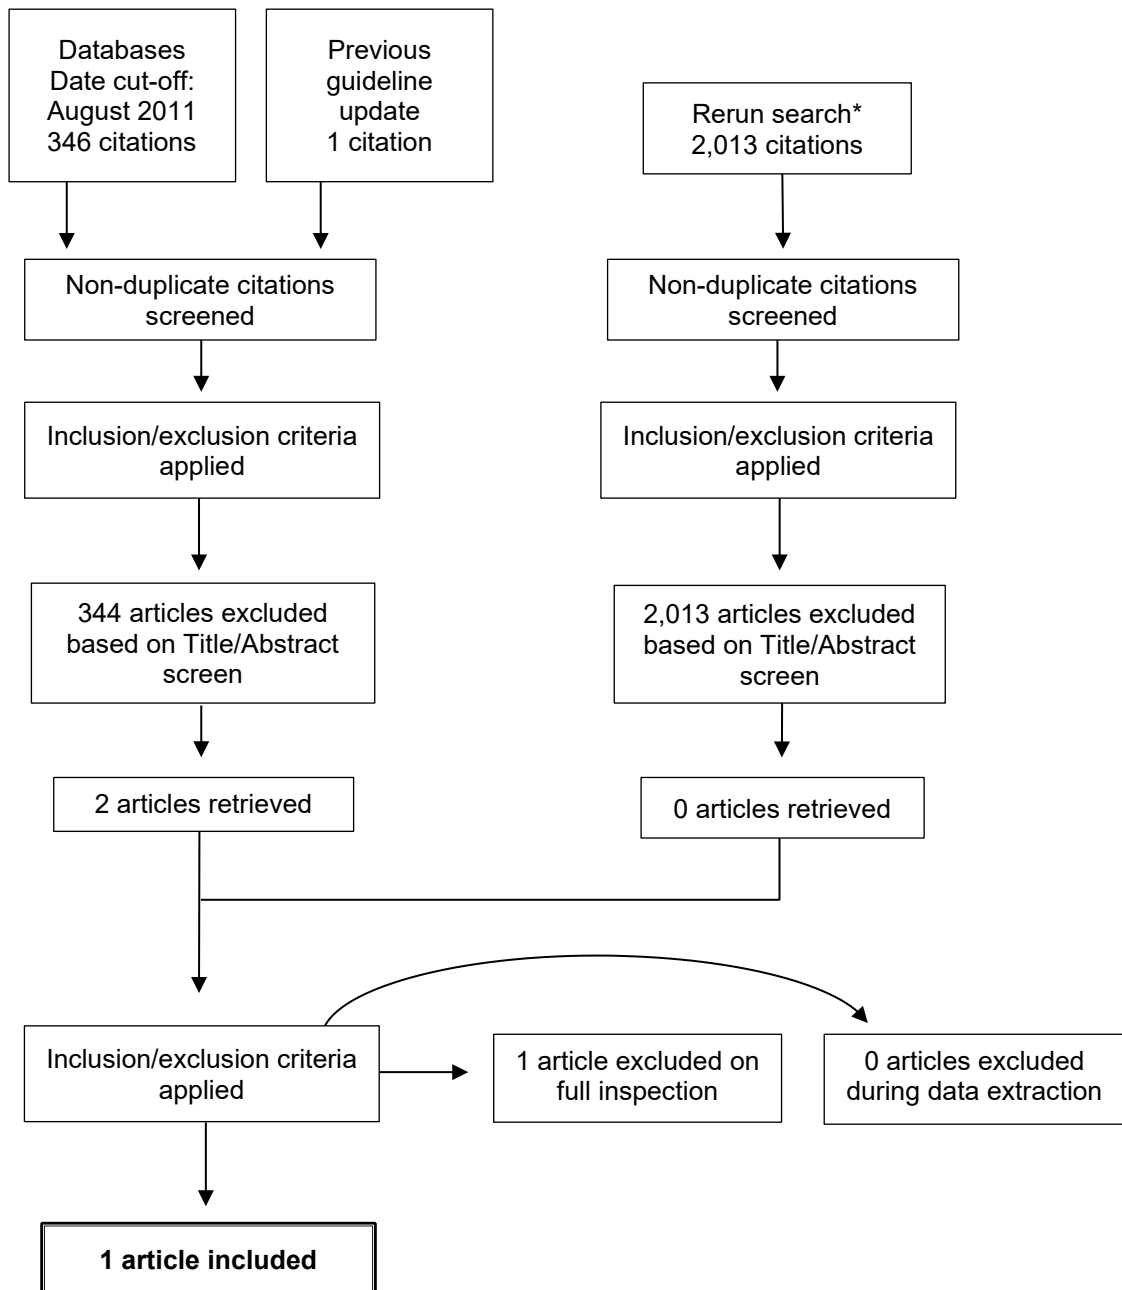 Databases
Date cut-off:
August 2011
346 citations
Previous
guideline
update
1 citation
Rerun search*
2,013 citations
Non-duplicate citations
screened
Non-duplicate citations
screened
Inclusion/exclusion criteria
applied
Inclusion/exclusion criteria
applied
344 articles excluded
based on Title/Abstract
screen
2,013 articles excluded
based on Title/Abstract
screen
2 articles retrieved
0 articles retrieved
Inclusion/exclusion criteria
applied
1 article excluded on
full inspection
0 articles excluded
during data extraction
1 article included